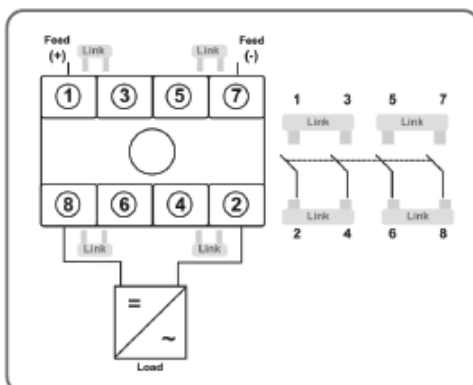 Feed
(+)
Link
Link
Feed
(-)
1 3 5 7
8 6 4 2
Link
Link
=
~
Load
1 3 5 7
Link Link
Link Link
2 4 6 8